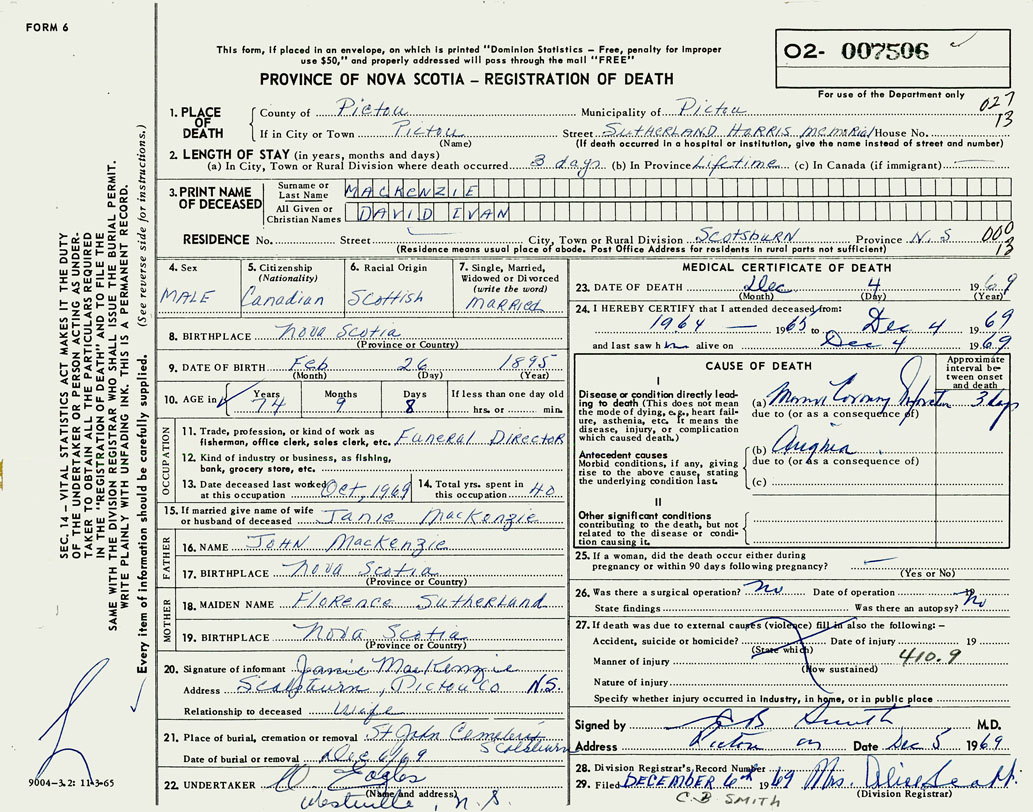 FORM 6
This form, if placed in an envelope, on which is printed "Dominion Statistics – Free, penalty for improper
use $50," and properly addressed will pass through the mail "FREE"
O2- 007506
PROVINCE OF NOVA SCOTIA – REGISTRATION OF DEATH
For use of the Department only
027
13
1. PLACE OF DEATH
County of Pictou Municipality of Pictou
If in City or Town Pictou Street SUTHERLAND HARRIS MEMORIAL House No.
(Name) (If death occurred in a hospital or institution, give the name instead of street and number)
2. LENGTH OF STAY (in years, months and days)
(a) In City, Town or Rural Division where death occurred 3 days (b) In Province Lifetime (c) In Canada (if immigrant) —
3. PRINT NAME OF DECEASED
Surname or Last Name MACKENZIE
All Given or Christian Names DAVID IVAN
RESIDENCE No. Street City, Town or Rural Division SCOTSBURN Province N.S
(Residence means usual place of abode. Post Office Address for residents in rural parts not sufficient)
000
13
4. Sex MALE
5. Citizenship (Nationality) Canadian
6. Racial Origin Scottish
7. Single, Married, Widowed or Divorced (write the word) MARRIED
8. BIRTHPLACE Nova Scotia
(Province or Country)
9. DATE OF BIRTH Feb 26 1895
(Month) (Day) (Year)
10. AGE in Years 74 Months 9 Days 8 If less than one day old hrs. or min.
OCCUPATION
11. Trade, profession, or kind of work as
fisherman, office clerk, sales clerk, etc. Funeral Director
12. Kind of industry or business, as fishing,
bank, grocery store, etc.
13. Date deceased last worked at this occupation Oct, 1969
14. Total yrs. spent in this occupation 40
15. If married give name of wife
or husband of deceased Janie MacKenzie
FATHER
16. NAME JOHN MacKenzie
17. BIRTHPLACE Nova Scotia
(Province or Country)
MOTHER
18. MAIDEN NAME Florence Sutherland
19. BIRTHPLACE Nova Scotia
(Province or Country)
20. Signature of informant Janie MacKenzie
Address Scotsburn, Pictou Co N.S.
Relationship to deceased Wife
21. Place of burial, cremation or removal St John Cemetery
Scotsburn
Date of burial or removal Dec 6/69
22. UNDERTAKER Eagles
(Name and address)
Westville, N.S.
MEDICAL CERTIFICATE OF DEATH
23. DATE OF DEATH Dec 4 1969
(Month) (Day) (Year)
24. I HEREBY CERTIFY that I attended deceased from:
1964 — 1965 to Dec 4 1969
and last saw him alive on Dec 4 1969
CAUSE OF DEATH
Approximate interval between onset and death
I
Disease or condition directly leading to death (This does not mean
the mode of dying, e.g., heart failure, asthenia, etc. It means the
disease, injury, or complication
which caused death.)
(a) Coronary 3 days
due to (or as a consequence of)
Antecedent causes
Morbid conditions, if any, giving
rise to the above cause, stating
the underlying condition last.
(b) Angina
due to (or as a consequence of)
(c)
II
Other significant conditions
contributing to the death, but not
related to the disease or condition causing it.
25. If a woman, did the death occur either during
pregnancy or within 90 days following pregnancy? —
(Yes or No)
26. Was there a surgical operation? no Date of operation 19
State findings Was there an autopsy? No
27. If death was due to external causes (violence) fill in also the following: –
Accident, suicide or homicide? Date of injury 19
(State which)
410.9
Manner of injury
(How sustained)
Nature of injury
Specify whether injury occurred in Industry, in home, or in public place
Signed by C B Smith M.D.
Address Pictou NS Date Dec 5 1969
28. Division Registrar's Record Number
29. Filed DECEMBER 6th 1969 Mrs.
(Division Registrar)
C.B. SMITH
SEC. 14 – VITAL STATISTICS ACT MAKES IT THE DUTY
OF THE UNDERTAKER OR PERSON ACTING AS UNDER-
TAKER TO OBTAIN ALL THE PARTICULARS REQUIRED
IN THE "REGISTRATION OF DEATH" AND TO FILE THE
SAME WITH THE DIVISION REGISTRAR WHO SHALL ISSUE THE BURIAL PERMIT.
WRITE PLAINLY WITH UNFADING INK. THIS IS A PERMANENT RECORD.
Every item of information should be carefully supplied. (See reverse side for instructions.)
9004-3.2: 11-3-65